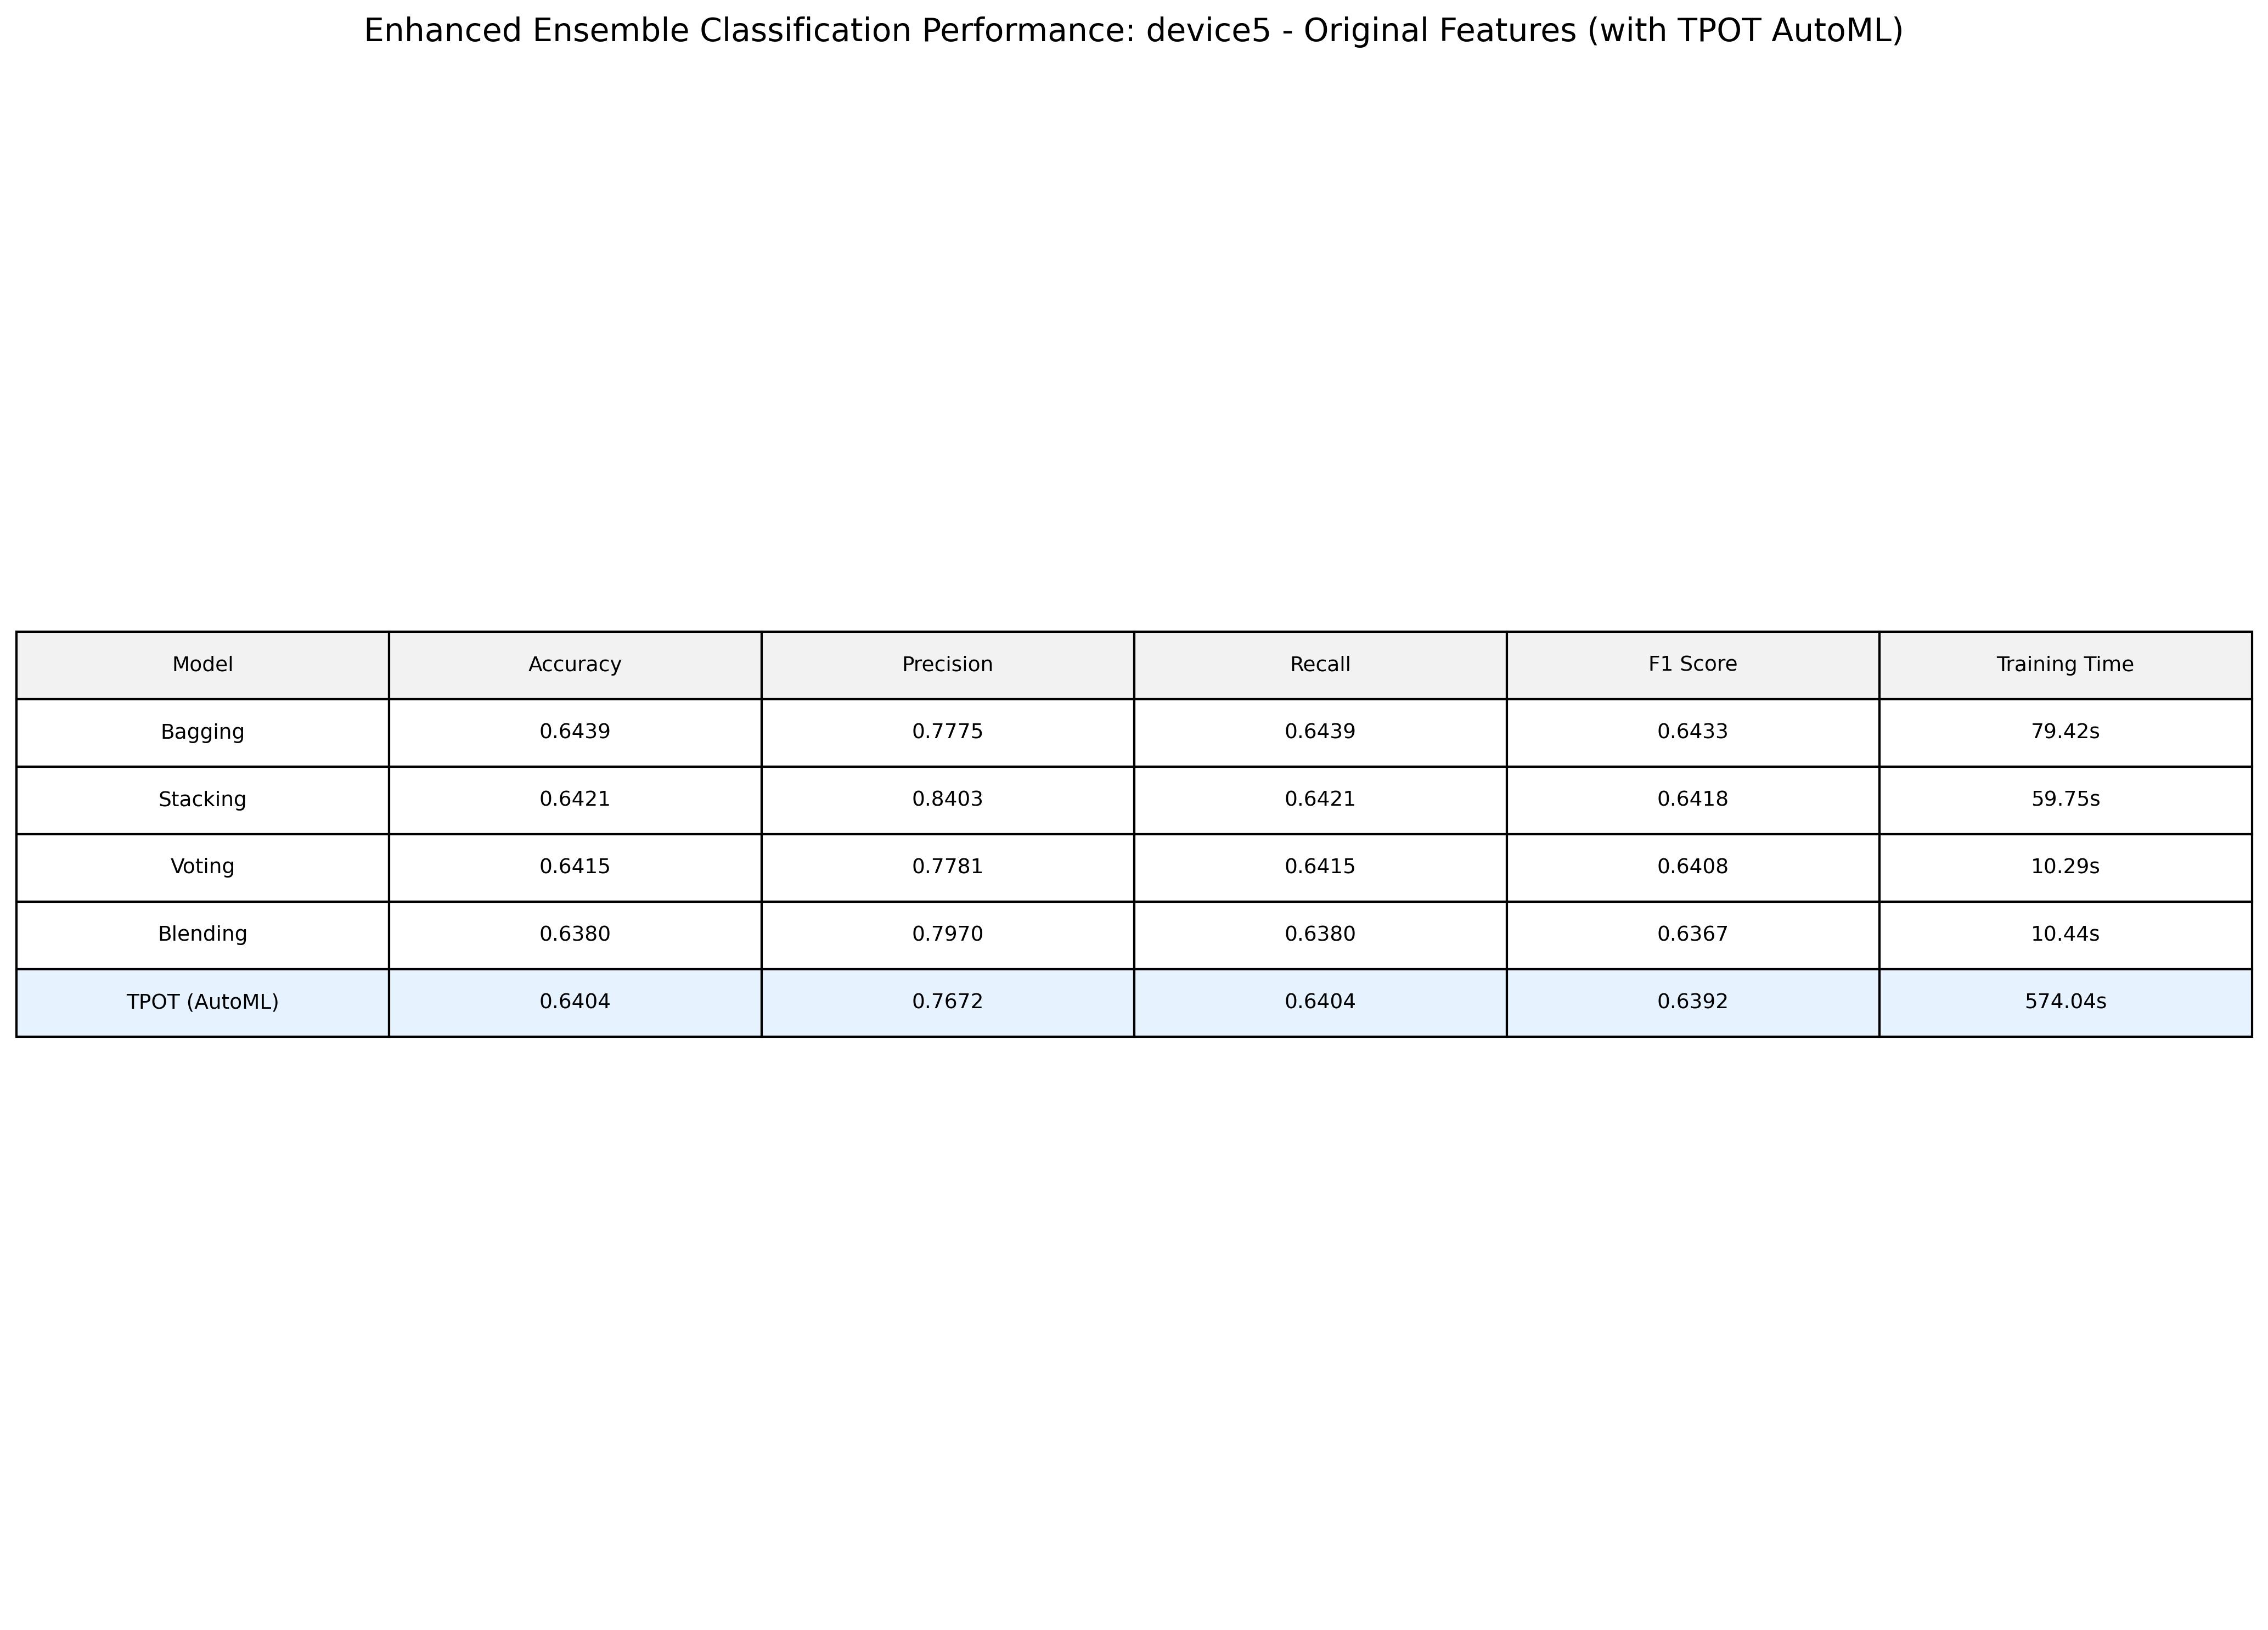 Enhanced Ensemble Classification Performance: device5 - Original Features (with TPOT AutoML)
Model Accuracy Precision Recall F1 Score Training Time
Bagging 0.6439 0.7775 0.6439 0.6433 79.42s
Stacking 0.6421 0.8403 0.6421 0.6418 59.75s
Voting 0.6415 0.7781 0.6415 0.6408 10.29s
Blending 0.6380 0.7970 0.6380 0.6367 10.44s
TPOT (AutoML) 0.6404 0.7672 0.6404 0.6392 574.04s